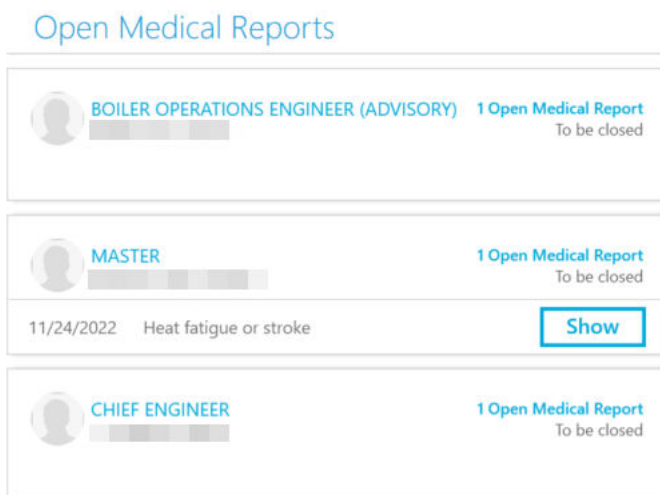 Open Medical Reports
BOILER OPERATIONS ENGINEER (ADVISORY) 1 Open Medical Report
To be closed
MASTER 1 Open Medical Report
To be closed
11/24/2022 Heat fatigue or stroke Show
CHIEF ENGINEER 1 Open Medical Report
To be closed